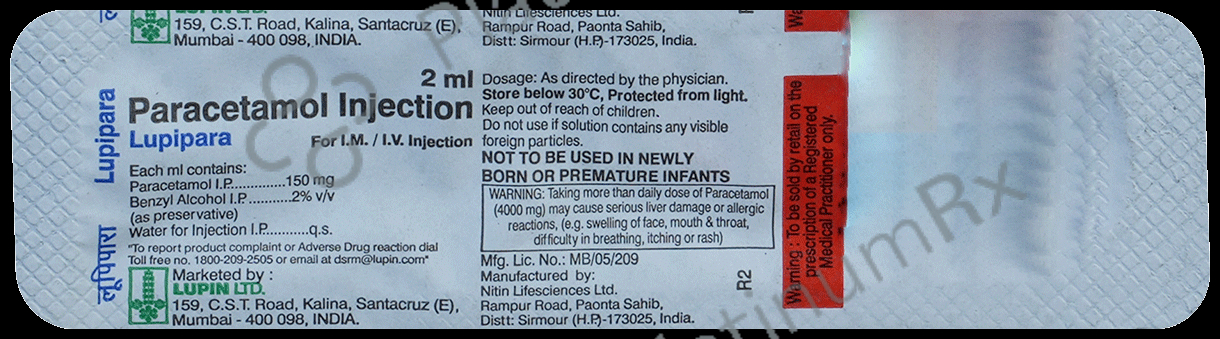 LUPIN LTD.
159, C.S.T. Road, Kalina, Santacruz (E),
Mumbai - 400 098, INDIA.
Lupipara
लूपिपारा
2 ml
Paracetamol Injection
Lupipara
For I.M. / I.V. Injection
Each ml contains:
Paracetamol I.P..............150 mg
Benzyl Alcohol I.P...........2% v/v
(as preservative)
Water for Injection I.P.........q.s.
"To report product complaint or Adverse Drug reaction dial
Toll free no. 1800-209-2505 or email at dsrm@lupin.com"
Marketed by :
LUPIN LTD.
159, C.S.T. Road, Kalina, Santacruz (E),
Mumbai - 400 098, INDIA.
Nitin Lifesciences Ltd.
Rampur Road, Paonta Sahib,
Distt: Sirmour (H.P.)-173025, India.
Dosage: As directed by the physician.
Store below 30°C, Protected from light.
Keep out of reach of children.
Do not use if solution contains any visible
foreign particles.
NOT TO BE USED IN NEWLY
BORN OR PREMATURE INFANTS
WARNING: Taking more than daily dose of Paracetamol
(4000 mg) may cause serious liver damage or allergic
reactions, (e.g. swelling of face, mouth & throat,
difficulty in breathing, itching or rash)
Mfg. Lic. No.: MB/05/209
Manufactured by:
Nitin Lifesciences Ltd.
Rampur Road, Paonta Sahib,
Distt: Sirmour (H.P.)-173025, India.
R2
Warning : To be sold by retail on the
prescription of a Registered
Medical Practitioner only.
PlatinumRx